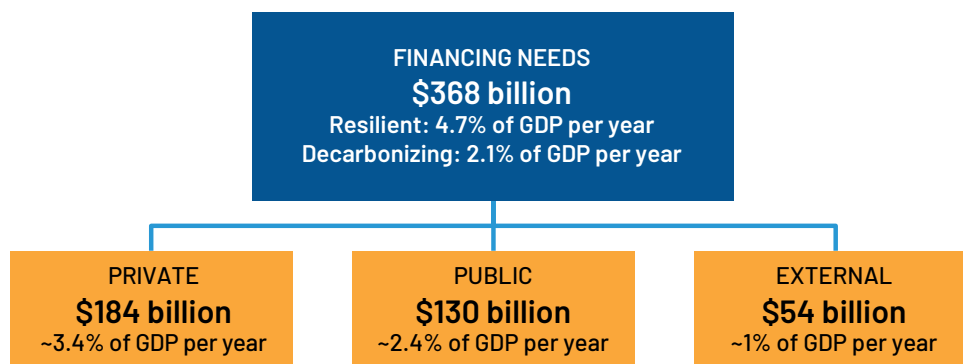 FINANCING NEEDS
$368 billion
Resilient: 4.7% of GDP per year
Decarbonizing: 2.1% of GDP per year
PRIVATE
$184 billion
~3.4% of GDP per year
PUBLIC
$130 billion
~2.4% of GDP per year
EXTERNAL
$54 billion
~1% of GDP per year